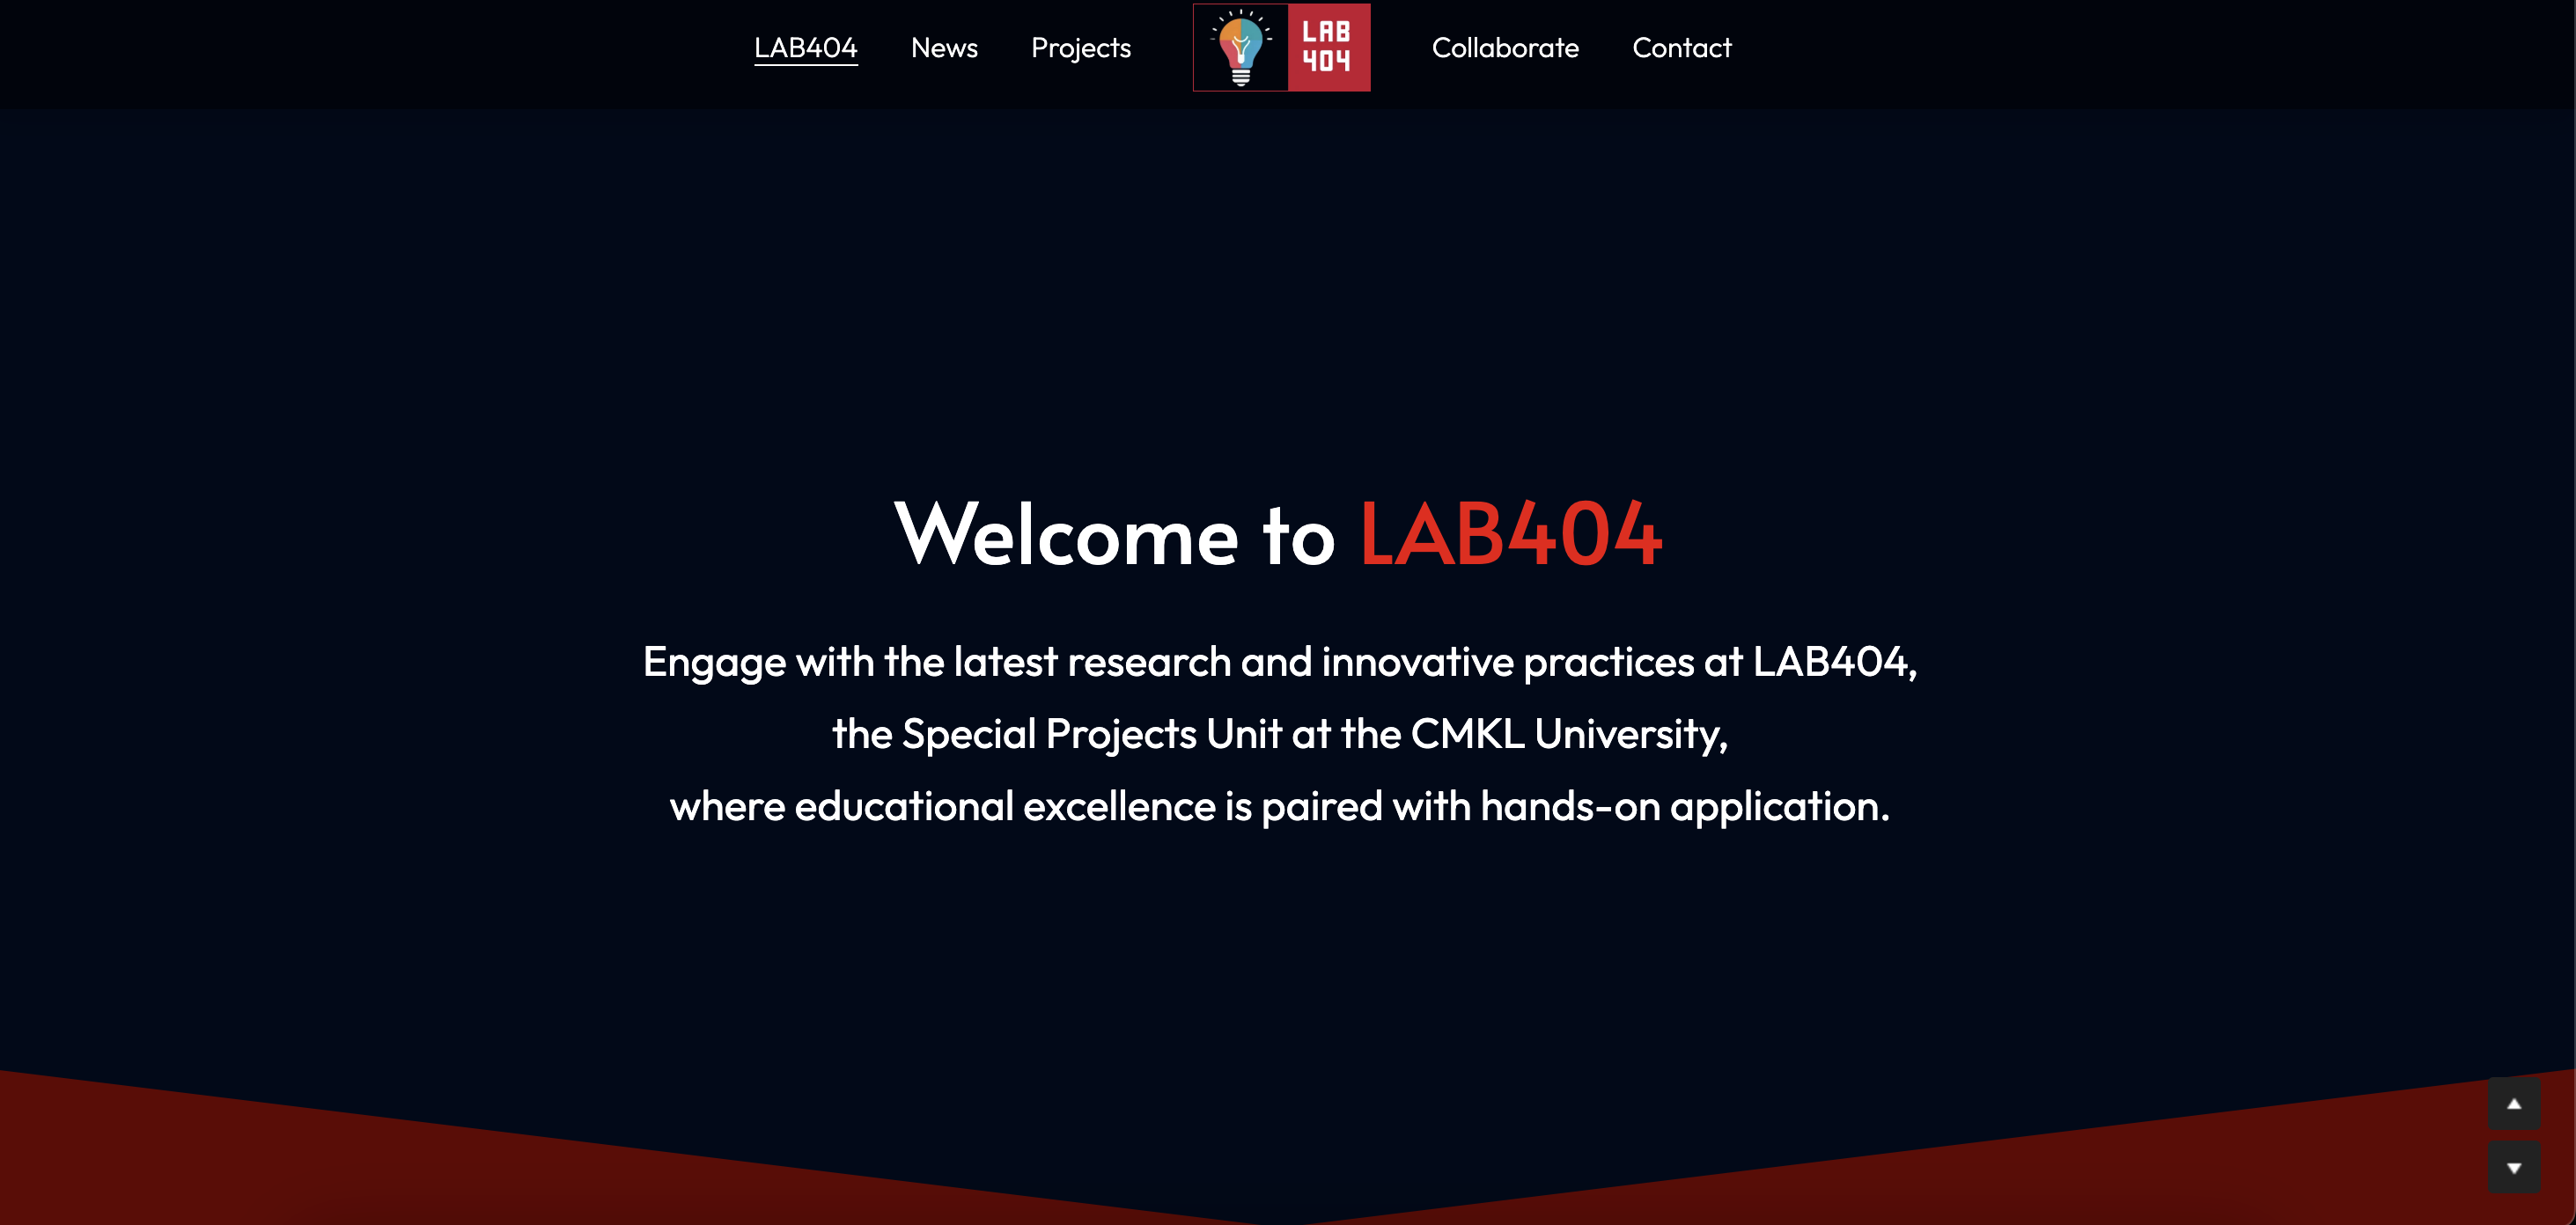 LAB404 News Projects LAB 404 Collaborate Contact
Welcome to LAB404
Engage with the latest research and innovative practices at LAB404,
the Special Projects Unit at the CMKL University,
where educational excellence is paired with hands-on application.